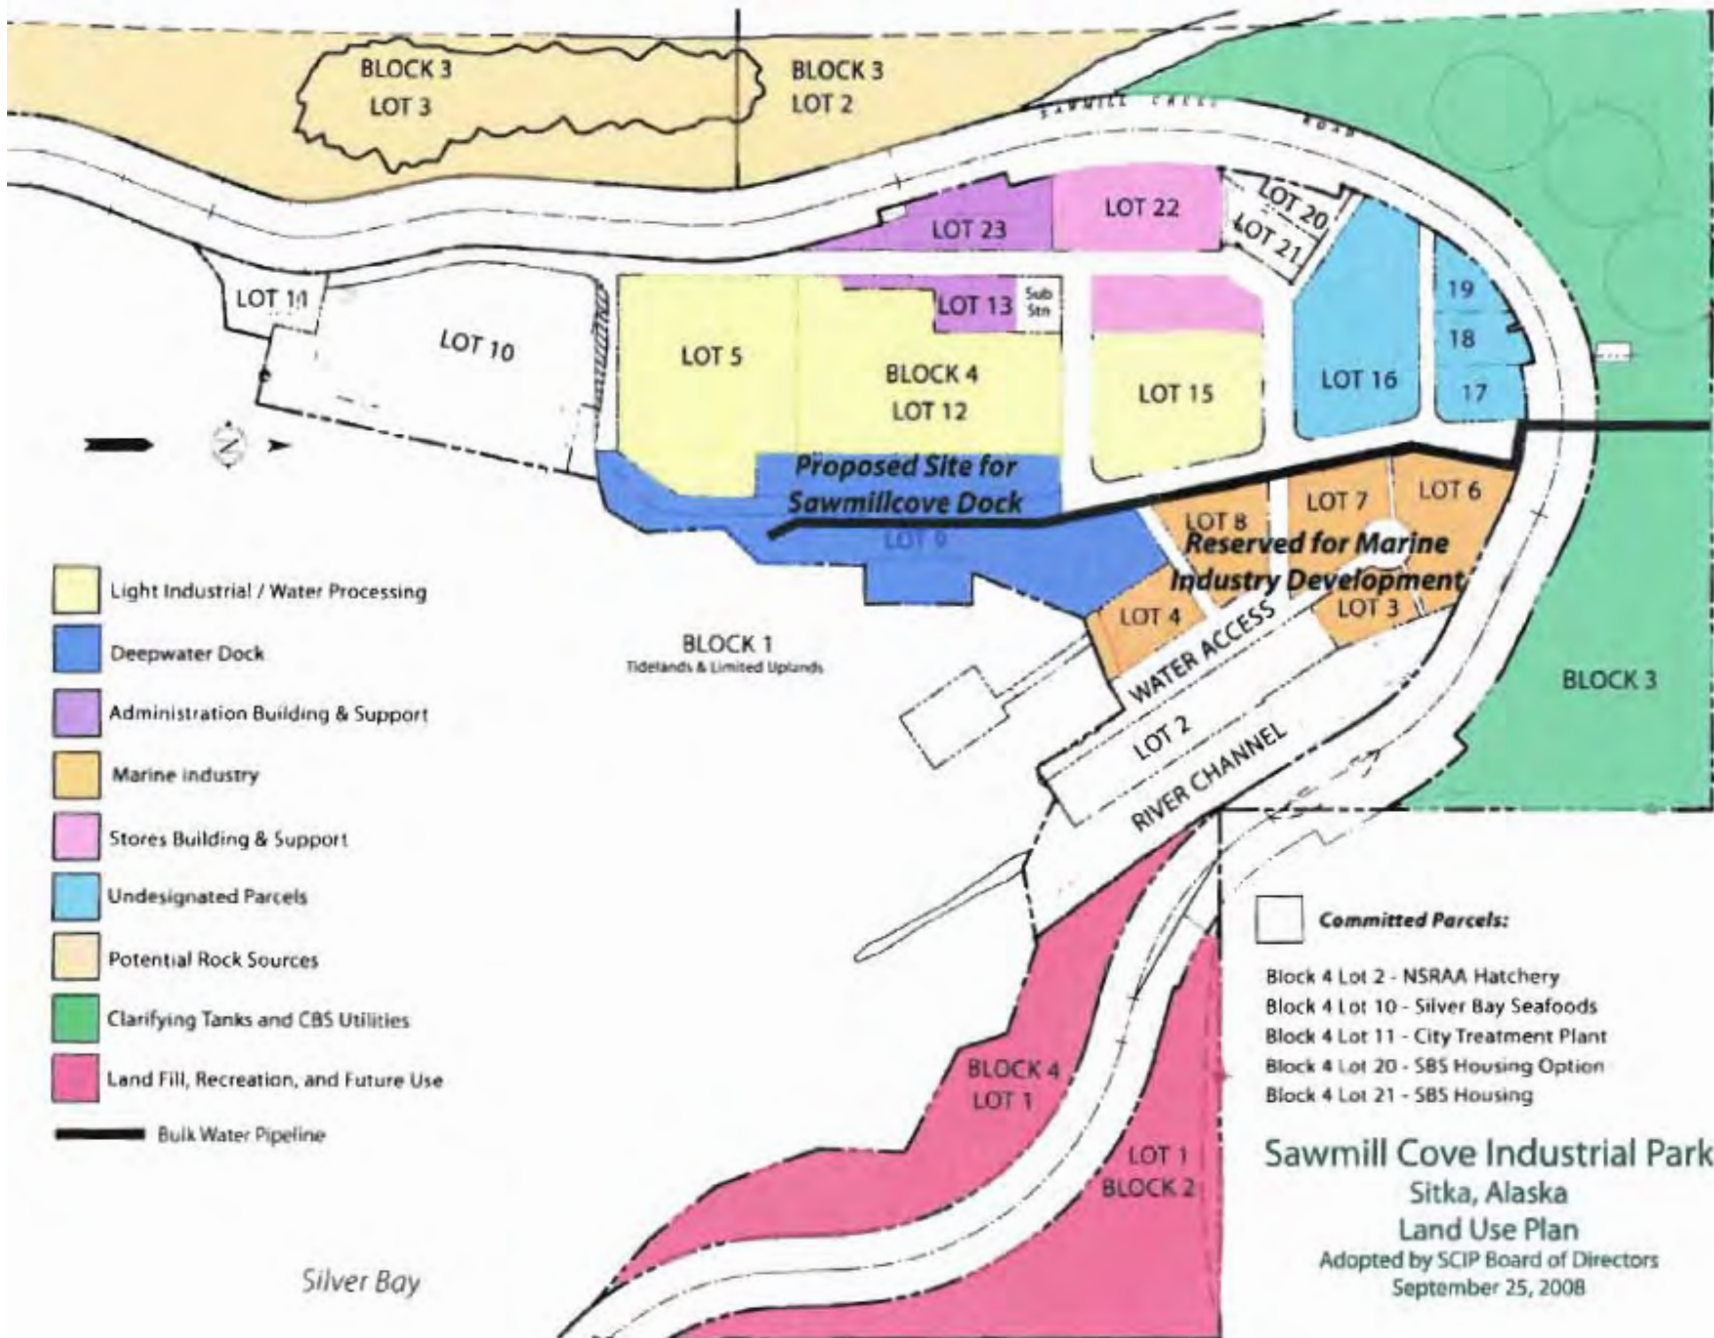 BLOCK 3
LOT 3
BLOCK 3
LOT 2
SAWMILL CREEK ROAD
LOT 23
LOT 22
LOT 20
LOT 21
LOT 11
LOT 10
LOT 5
LOT 13
Sub
Stn
BLOCK 4
LOT 12
LOT 15
LOT 16
19
18
17
N
Proposed Site for
Sawmillcove Dock
LOT 9
LOT 8
LOT 7
LOT 6
Reserved for Marine
Industry Development
LOT 4
LOT 3
BLOCK 1
Tidelands & Limited Uplands
WATER ACCESS
LOT 2
RIVER CHANNEL
BLOCK 3
Light Industrial / Water Processing
Deepwater Dock
Administration Building & Support
Marine industry
Stores Building & Support
Undesignated Parcels
Potential Rock Sources
Clarifying Tanks and CBS Utilities
Land Fill, Recreation, and Future Use
Bulk Water Pipeline
BLOCK 4
LOT 1
LOT 1
BLOCK 2
Silver Bay
Committed Parcels:
Block 4 Lot 2 - NSRAA Hatchery
Block 4 Lot 10 - Silver Bay Seafoods
Block 4 Lot 11 - City Treatment Plant
Block 4 Lot 20 - SBS Housing Option
Block 4 Lot 21 - SBS Housing
Sawmill Cove Industrial Park
Sitka, Alaska
Land Use Plan
Adopted by SCIP Board of Directors
September 25, 2008